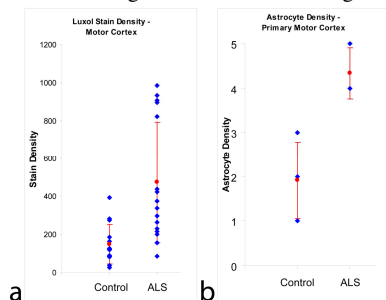 Luxol Stain Density -
Motor Cortex
1200
1000
800
600
400
200
0
Stain Density
Control ALS
a
Astrocyte Density -
Primary Motor Cortex
5
4
3
2
1
0
Astrocyte Density
Control ALS
b